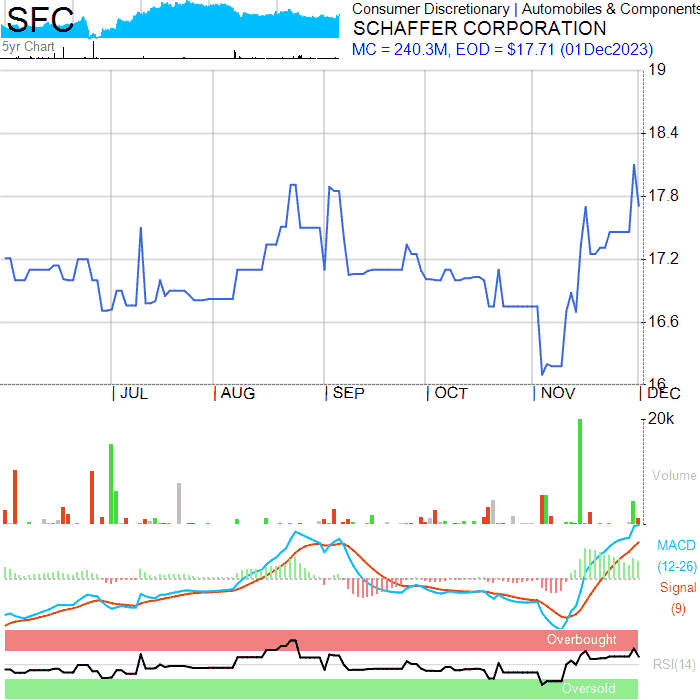 SFC
Consumer Discretionary | Automobiles & Components
SCHAFFER CORPORATION
MC = 240.3M, EOD = $17.71 (01Dec2023)
5yr Chart
19
18.4
17.8
17.2
16.6
16
JUL
AUG
SEP
OCT
NOV
DEC
20k
Volume
MACD
(12-26)
Signal
(9)
Overbought
RSI(14)
Oversold